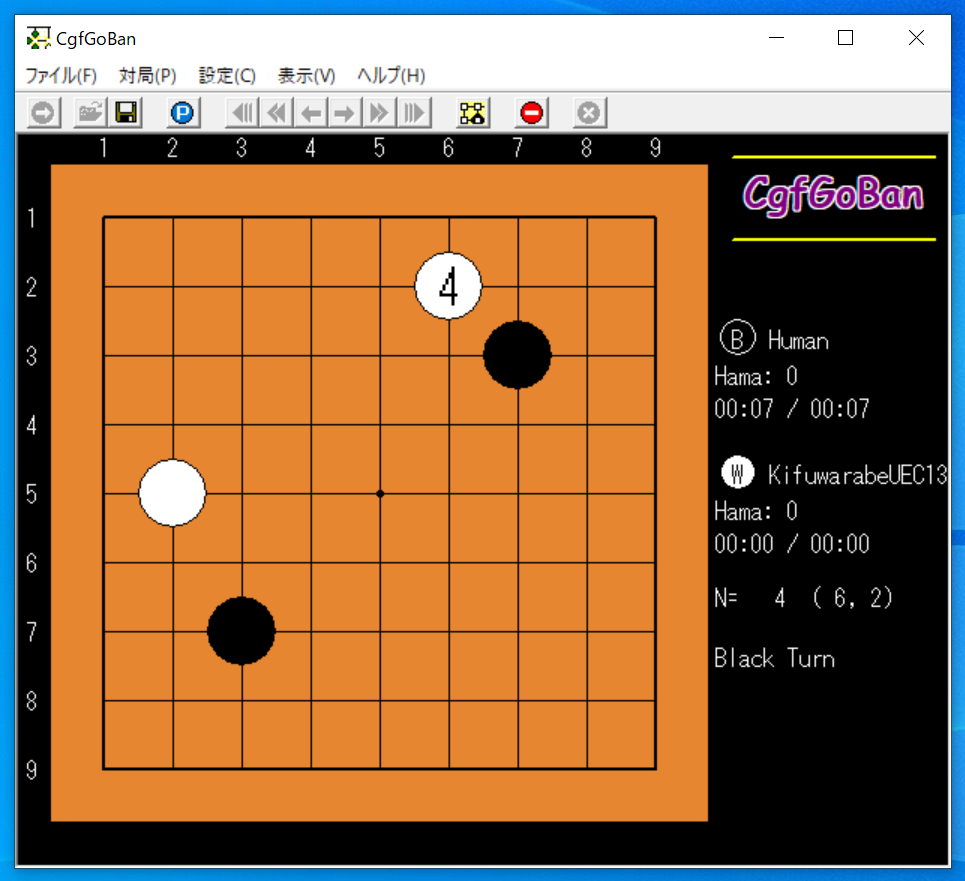 CgfGoBan
ファイル(F) 対局(P) 設定(C) 表示(V) ヘルプ(H)
P
1 2 3 4 5 6 7 8 9
CgfGoBan
1
2
3
4
5
6
7
8
9
4
B Human
Hama: 0
00:07 / 00:07
W KifuwarabeUEC13
Hama: 0
00:00 / 00:00
N= 4 ( 6, 2)
Black Turn